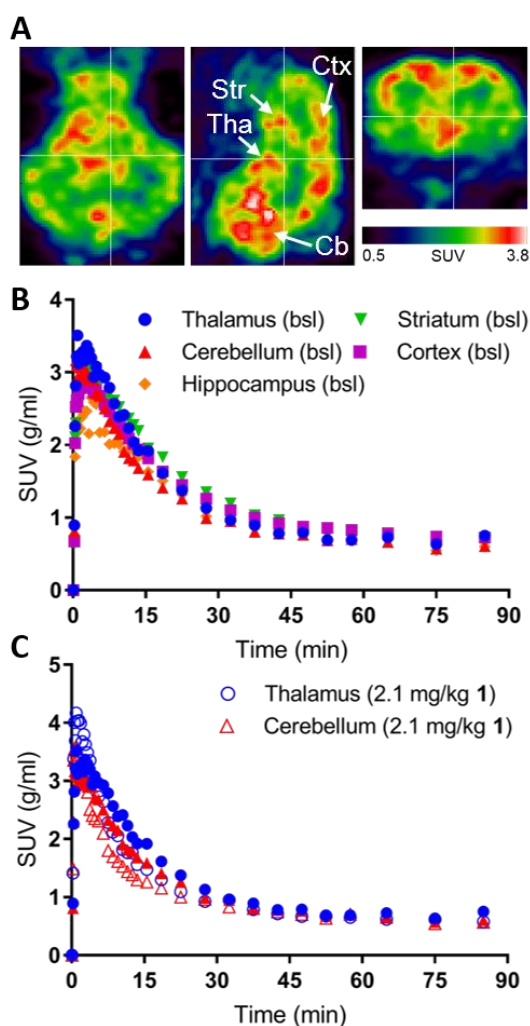 A
Str
Tha
Ctx
Cb
0.5 SUV 3.8
B
4
3
2
1
0
SUV (g/ml)
Thalamus (bsl)
Striatum (bsl)
Cerebellum (bsl)
Cortex (bsl)
Hippocampus (bsl)
0 15 30 45 60 75 90
Time (min)
C
5
4
3
2
1
0
SUV (g/ml)
Thalamus (2.1 mg/kg 1)
Cerebellum (2.1 mg/kg 1)
0 15 30 45 60 75 90
Time (min)